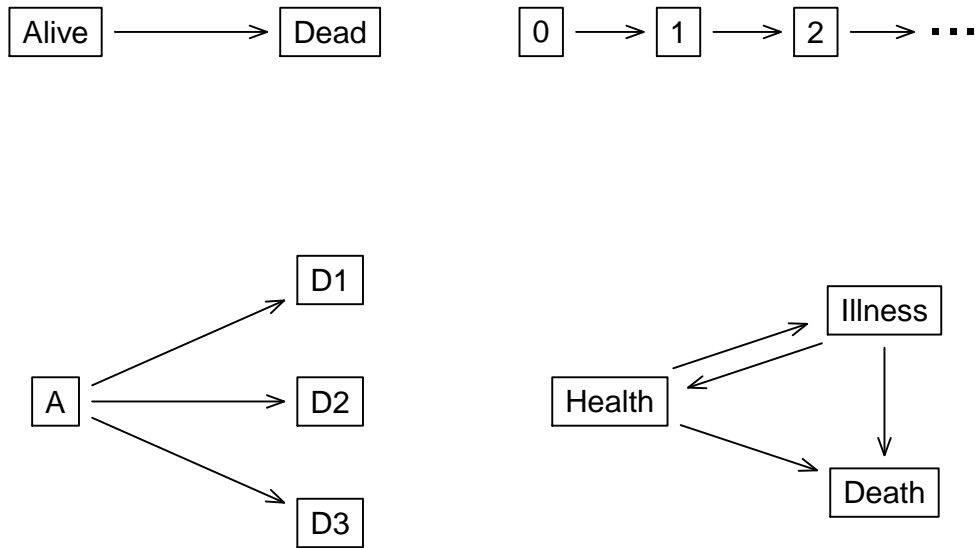 Alive
Dead
0
1
2
...
D1
A
D2
D3
Illness
Health
Death